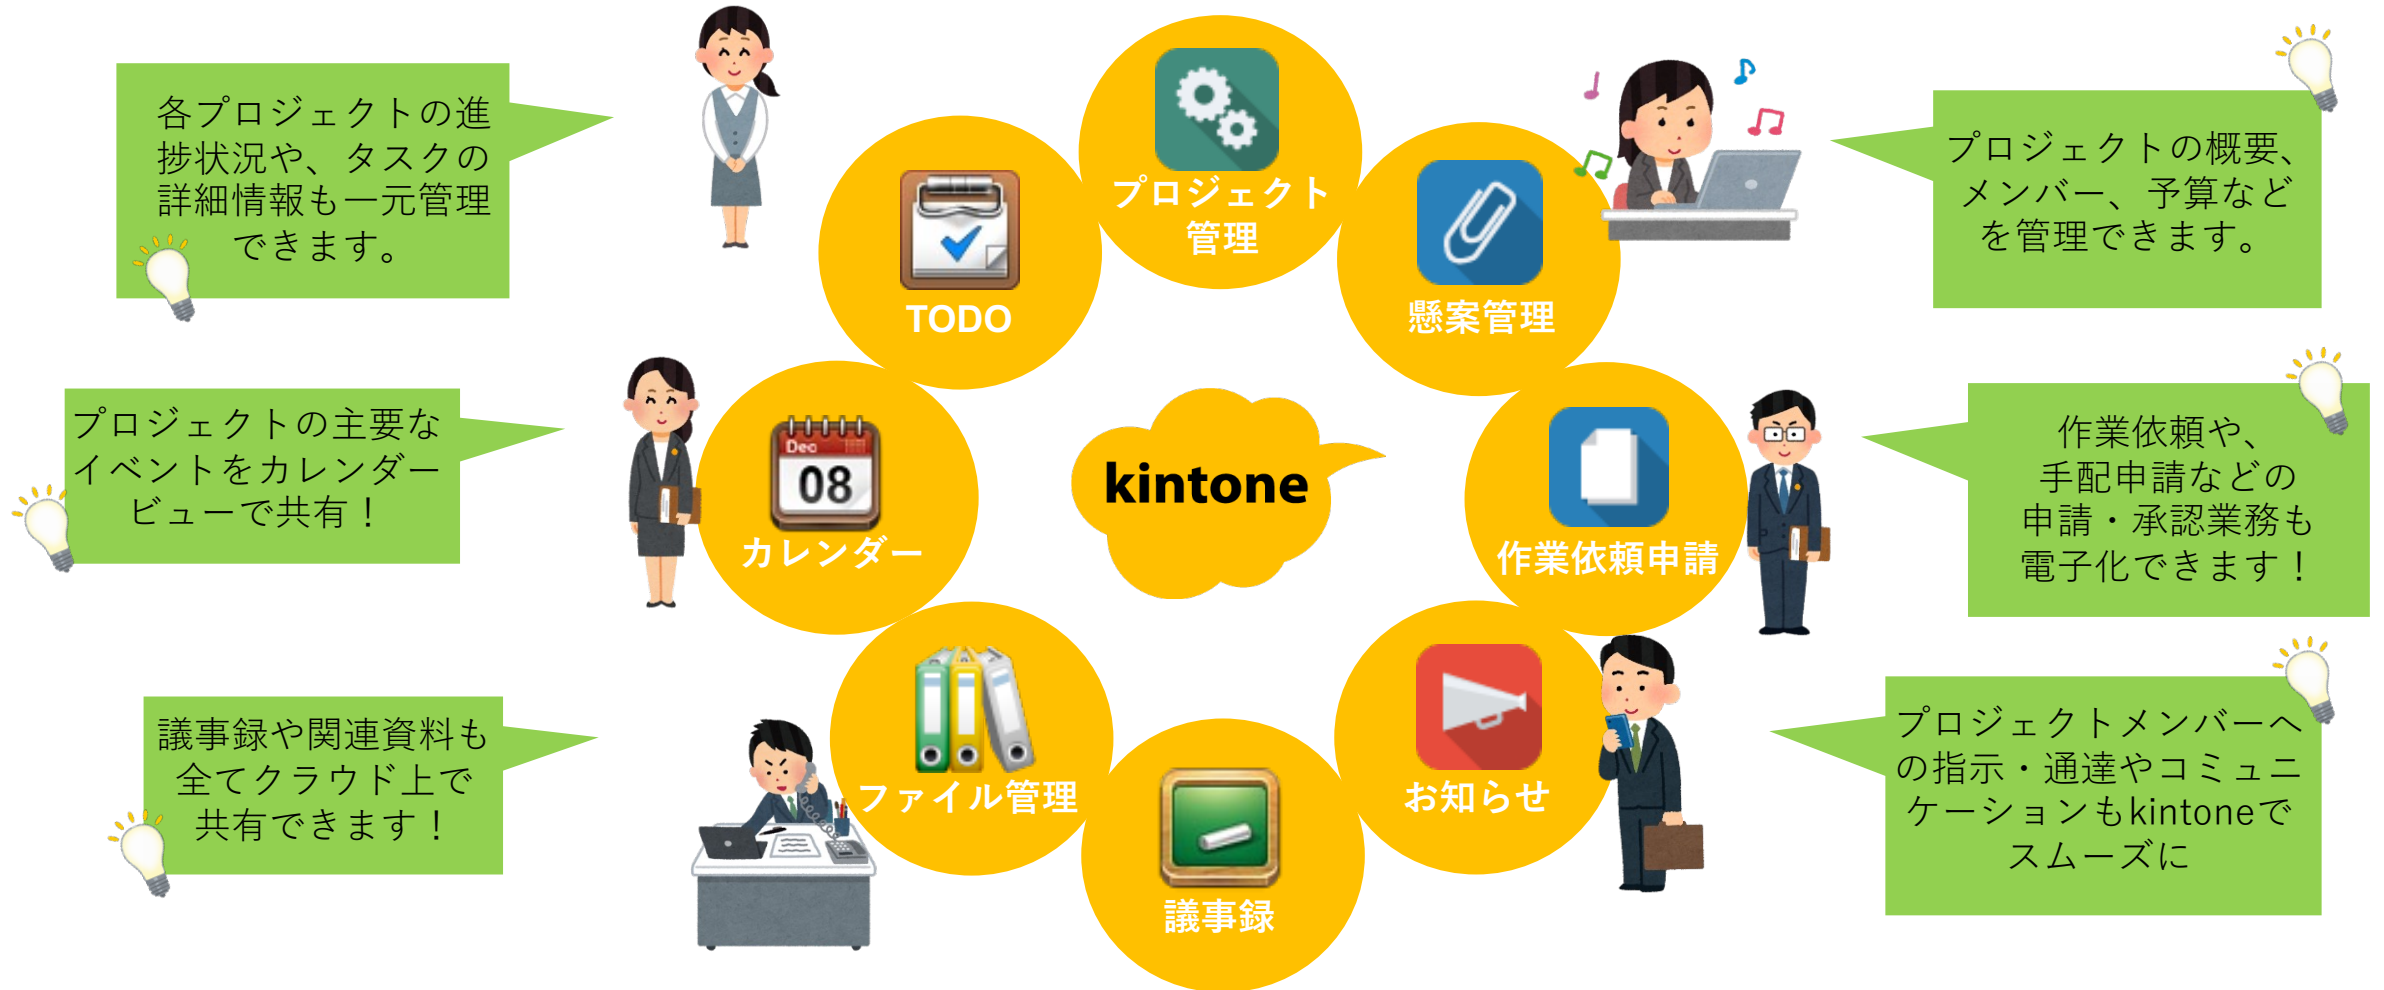 各プロジェクトの進
捗状況や、タスクの
詳細情報も一元管理
できます。
プロジェクト
管理
プロジェクトの概要、
メンバー、予算など
を管理できます。
TODO
懸案管理
プロジェクトの主要な
イベントをカレンダー
ビューで共有！
Dec
08
カレンダー
kintone
作業依頼申請
作業依頼や、
手配申請などの
申請・承認業務も
電子化できます！
議事録や関連資料も
全てクラウド上で
共有できます！
ファイル管理
議事録
お知らせ
プロジェクトメンバーへ
の指示・通達やコミュニ
ケーションもkintoneで
スムーズに